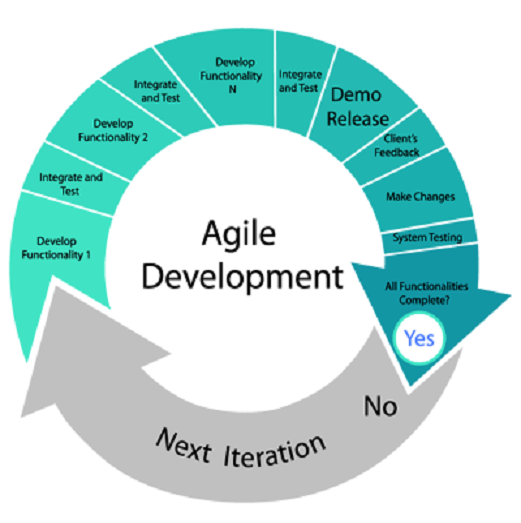 Agile
Development
Develop
Functionality 1
Integrate and
Test
Develop
Functionality 2
Integrate
and Test
Develop
Functionality
N
Integrate
and Test
Demo
Release
Client's
Feedback
Make Changes
System Testing
All Functionalities
Complete?
Yes
No
Next Iteration